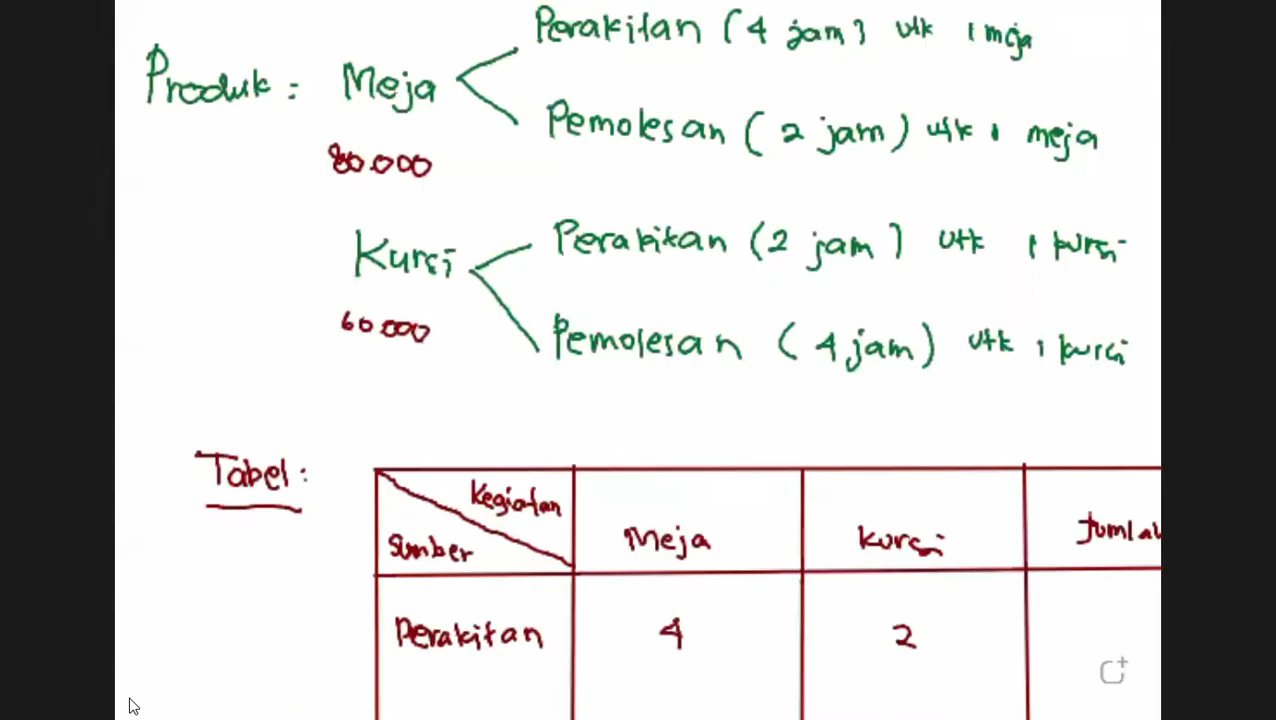 Perakitan (4 jam) utk 1 meja
Produk : Meja
Pemolesan (2 jam) utk 1 meja
80.000
Perakitan (2 jam) utk 1 kursi
Kursi
60.000
Pemolesan (4 jam) utk 1 kursi
Tabel :
Kegiatan
Sumber
Meja
Kursi
Jumlah
Perakitan
4
2